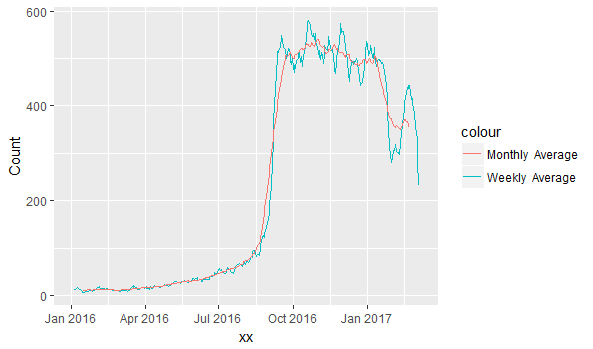 600
400
200
0
Count
Jan 2016
Apr 2016
Jul 2016
Oct 2016
Jan 2017
xx
colour
Monthly Average
Weekly Average